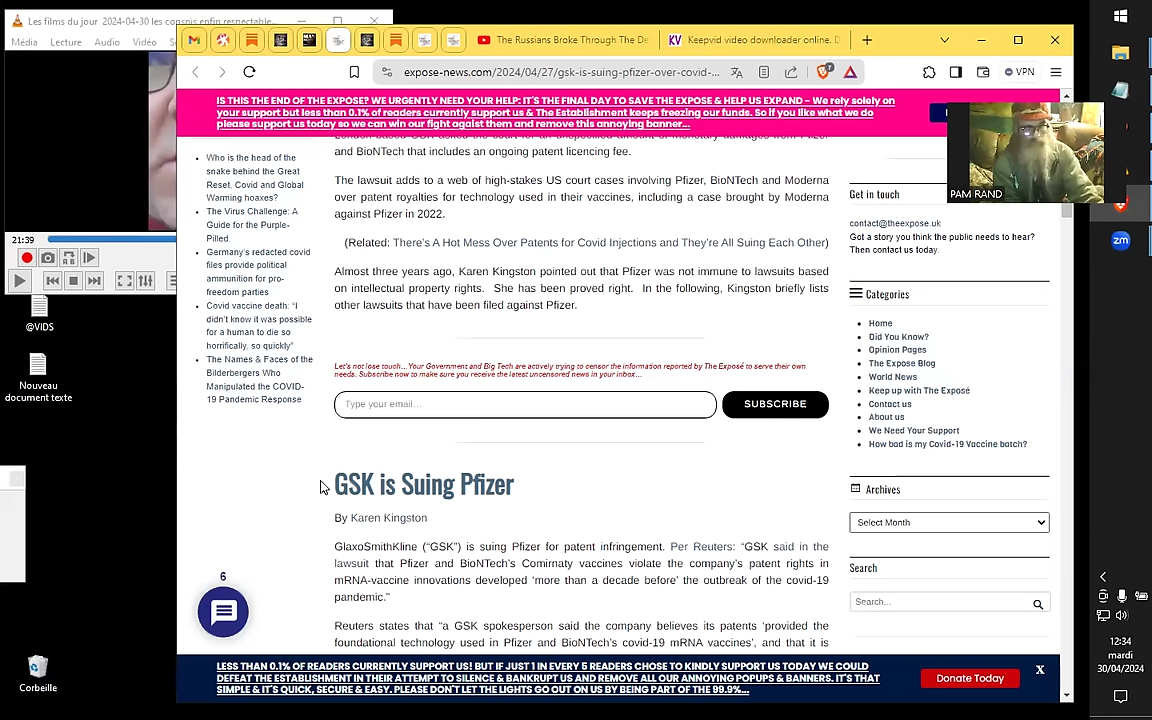 Les films du jour 2024-04-30 les conspis enfin respectable...
Média Lecture Audio Vidéo
The Russians Broke Through The De
Keepvid video downloader online. D
expose-news.com/2024/04/27/gsk-is-suing-pfizer-over-covid-...
VPN
IS THIS THE END OF THE EXPOSE? WE URGENTLY NEED YOUR HELP: IT'S THE FINAL DAY TO SAVE THE EXPOSE & HELP US EXPAND – We rely solely on
your support but less than 0.1% of readers currently support us & The Establishment keeps freezing our funds. So if you like what we do
please support us today so we can win our fight against them and remove this annoying banner...
PAM RAND
21:39
@VIDS
Nouveau
document texte
Corbeille
Who is the head of the
snake behind the Great
Reset, Covid and Global
Warming hoaxes?
The Virus Challenge: A
Guide for the Purple-
Pilled.
Germany's redacted covid
files provide political
ammunition for pro-
freedom parties
Covid vaccine death: "I
didn't know it was possible
for a human to die so
horrifically, so quickly"
The Names & Faces of the
Bilderbergers Who
Manipulated the COVID-
19 Pandemic Response
6
and BioNTech that includes an ongoing patent licencing fee.
The lawsuit adds to a web of high-stakes US court cases involving Pfizer, BioNTech and Moderna
over patent royalties for technology used in their vaccines, including a case brought by Moderna
against Pfizer in 2022.
(Related: There's A Hot Mess Over Patents for Covid Injections and They're All Suing Each Other)
Almost three years ago, Karen Kingston pointed out that Pfizer was not immune to lawsuits based
on intellectual property rights. She has been proved right. In the following, Kingston briefly lists
other lawsuits that have been filed against Pfizer.
Let's not lose touch...Your Government and Big Tech are actively trying to censor the information reported by The Exposé to serve their own
needs. Subscribe now to make sure you receive the latest uncensored news in your inbox...
Type your email...
SUBSCRIBE
GSK is Suing Pfizer
By Karen Kingston
GlaxoSmithKline ("GSK") is suing Pfizer for patent infringement. Per Reuters: "GSK said in the
lawsuit that Pfizer and BioNTech's Comirnaty vaccines violate the company's patent rights in
mRNA-vaccine innovations developed 'more than a decade before' the outbreak of the covid-19
pandemic."
Reuters states that "a GSK spokesperson said the company believes its patents 'provided the
foundational technology used in Pfizer and BioNTech's covid-19 mRNA vaccines', and that it is
Get in touch
contact@theexpose.uk
Got a story you think the public needs to hear?
Then contact us today.
Categories
Home
Did You Know?
Opinion Pages
The Expose Blog
World News
Keep up with The Exposé
Contact us
About us
We Need Your Support
How bad is my Covid-19 Vaccine batch?
Archives
Select Month
Search
Search...
LESS THAN 0.1% OF READERS CURRENTLY SUPPORT US! BUT IF JUST 1 IN EVERY 5 READERS CHOSE TO KINDLY SUPPORT US TODAY WE COULD
DEFEAT THE ESTABLISHMENT IN THEIR ATTEMPT TO SILENCE & BANKRUPT US AND REMOVE ALL OUR ANNOYING POPUPS & BANNERS. IT'S THAT
SIMPLE & IT'S QUICK, SECURE & EASY. PLEASE DON'T LET THE LIGHTS GO OUT ON US BY BEING PART OF THE 99.9%...
Donate Today
X
zm
12:34
mardi
30/04/2024